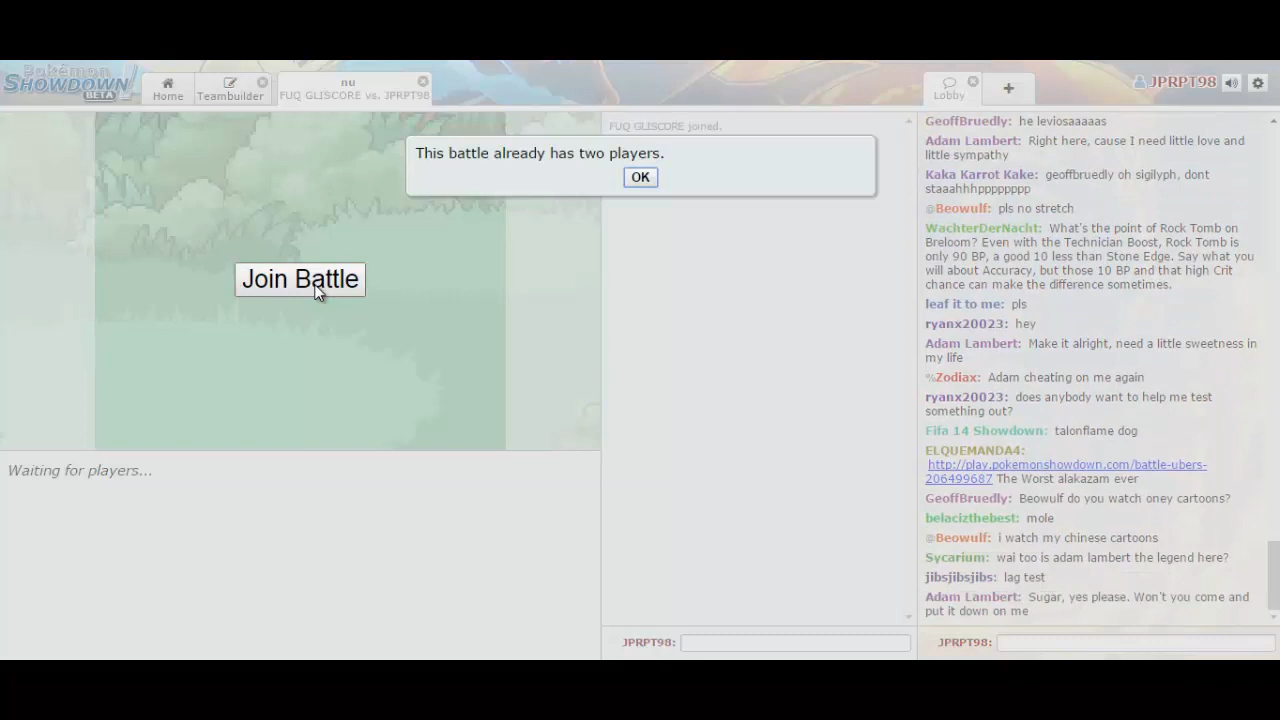 Pokémon
SHOWDOWN!
BETA
Home
Teambuilder
nu
FUQ GLISCORE vs. JPRPT98
Lobby
+
JPRPT98
FUQ GLISCORE joined.
This battle already has two players.
OK
Join Battle
Waiting for players...
JPRPT98:
GeoffBruedly: he leviosaaaaas
Adam Lambert: Right here, cause I need little love and
little sympathy
Kaka Karrot Kake: geoffbruedly oh sigilyph, dont
staaahhhppppppppp
@Beowulf: pls no stretch
WachterDerNacht: What's the point of Rock Tomb on
Breloom? Even with the Technician Boost, Rock Tomb is
only 90 BP, a good 10 less than Stone Edge. Say what you
will about Accuracy, but those 10 BP and that high Crit
chance can make the difference sometimes.
leaf it to me: pls
ryanx20023: hey
Adam Lambert: Make it alright, need a little sweetness in
my life
%Zodiax: Adam cheating on me again
ryanx20023: does anybody want to help me test
something out?
Fifa 14 Showdown: talonflame dog
ELQUEMANDA4:
http://play.pokemonshowdown.com/battle-ubers-
206499687 The Worst alakazam ever
GeoffBruedly: Beowulf do you watch oney cartoons?
belacizthebest: mole
@Beowulf: i watch my chinese cartoons
Sycarium: wai too is adam lambert the legend here?
jibsjibsjibs: lag test
Adam Lambert: Sugar, yes please. Won't you come and
put it down on me
JPRPT98: